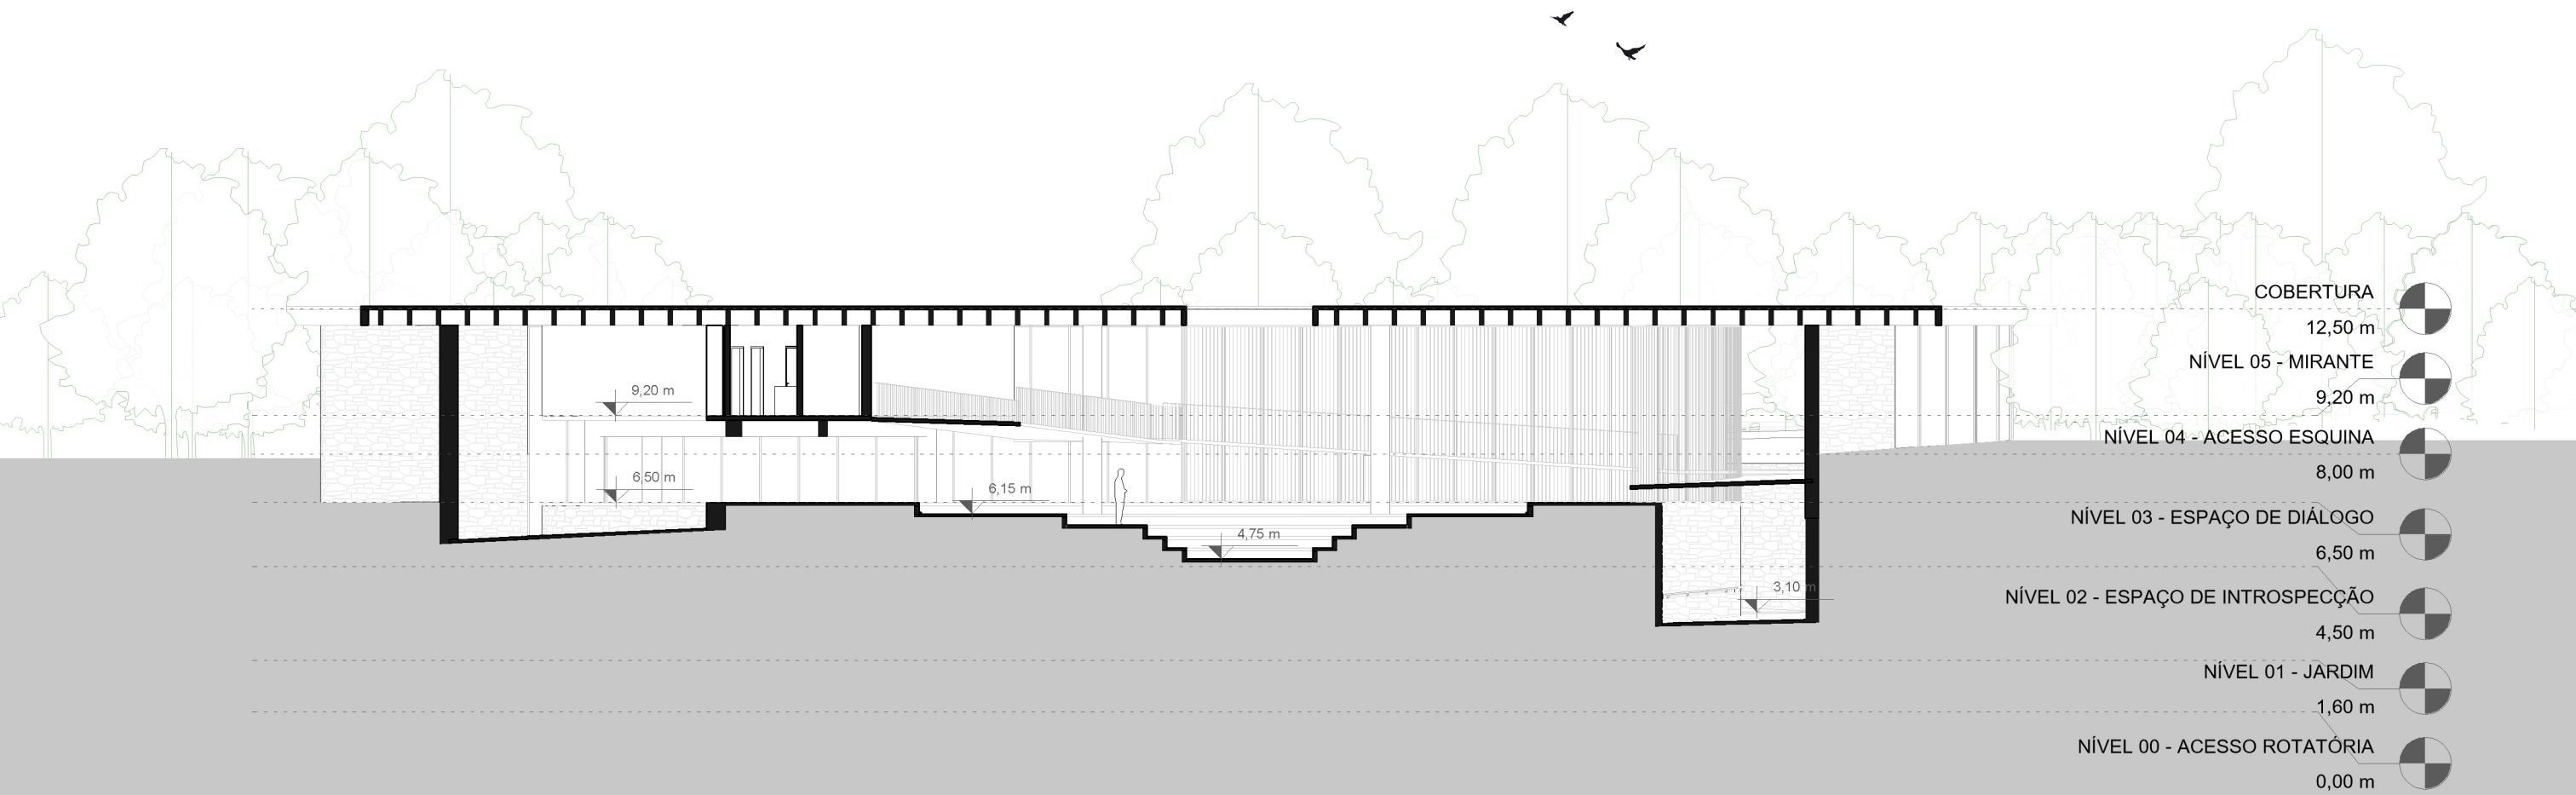 COBERTURA
12,50 m
NÍVEL 05 - MIRANTE
9,20 m
9,20 m
NÍVEL 04 - ACESSO ESQUINA
8,00 m
6,50 m
6,15 m
NÍVEL 03 - ESPAÇO DE DIÁLOGO
4,75 m
6,50 m
3,10 m
NÍVEL 02 - ESPAÇO DE INTROSPECÇÃO
4,50 m
NÍVEL 01 - JARDIM
1,60 m
NÍVEL 00 - ACESSO ROTATÓRIA
0,00 m